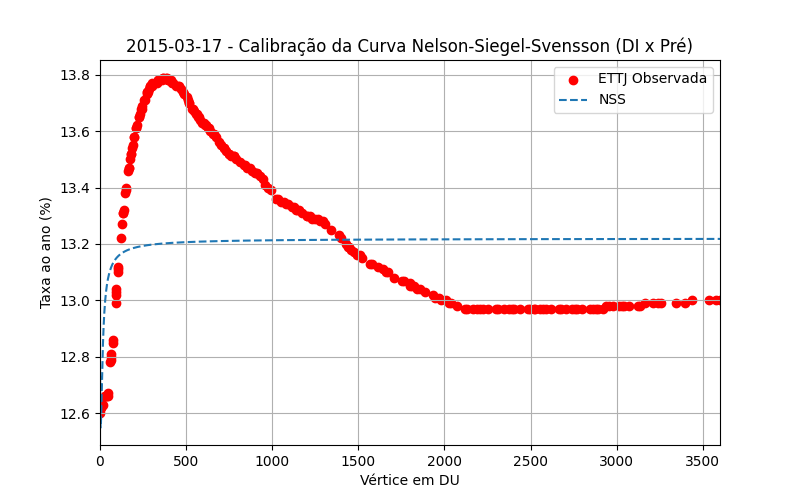 2015-03-17 - Calibração da Curva Nelson-Siegel-Svensson (DI x Pré)
ETTJ Observada
NSS
Taxa ao ano (%)
13.8
13.6
13.4
13.2
13.0
12.8
12.6
0 500 1000 1500 2000 2500 3000 3500
Vértice em DU